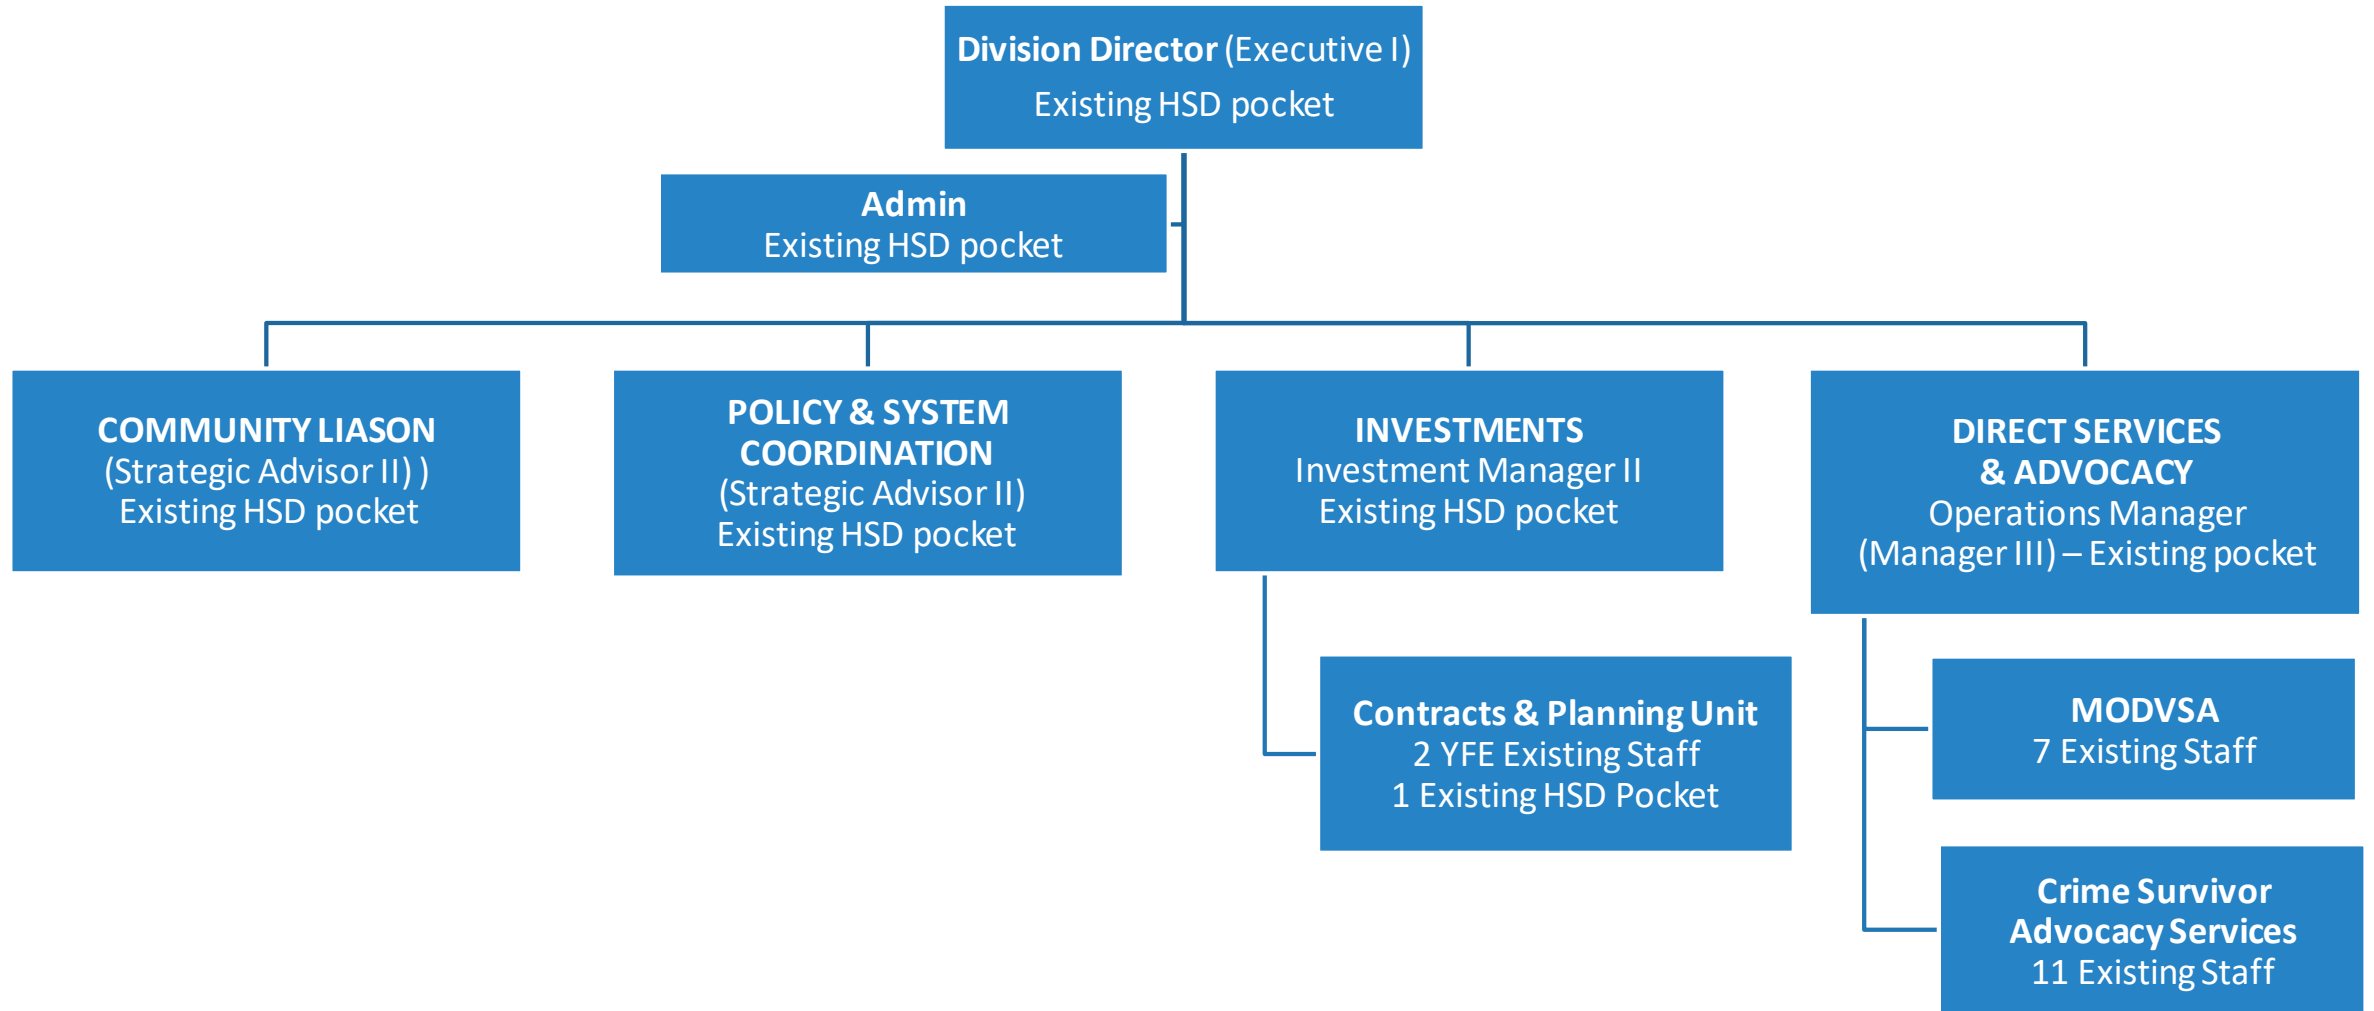 Division Director (Executive I)
Existing HSD pocket
Admin
Existing HSD pocket
COMMUNITY LIASON
(Strategic Advisor II) )
Existing HSD pocket
POLICY & SYSTEM
COORDINATION
(Strategic Advisor II)
Existing HSD pocket
INVESTMENTS
Investment Manager II
Existing HSD pocket
DIRECT SERVICES
& ADVOCACY
Operations Manager
(Manager III) – Existing pocket
Contracts & Planning Unit
2 YFE Existing Staff
1 Existing HSD Pocket
MODVSA
7 Existing Staff
Crime Survivor
Advocacy Services
11 Existing Staff